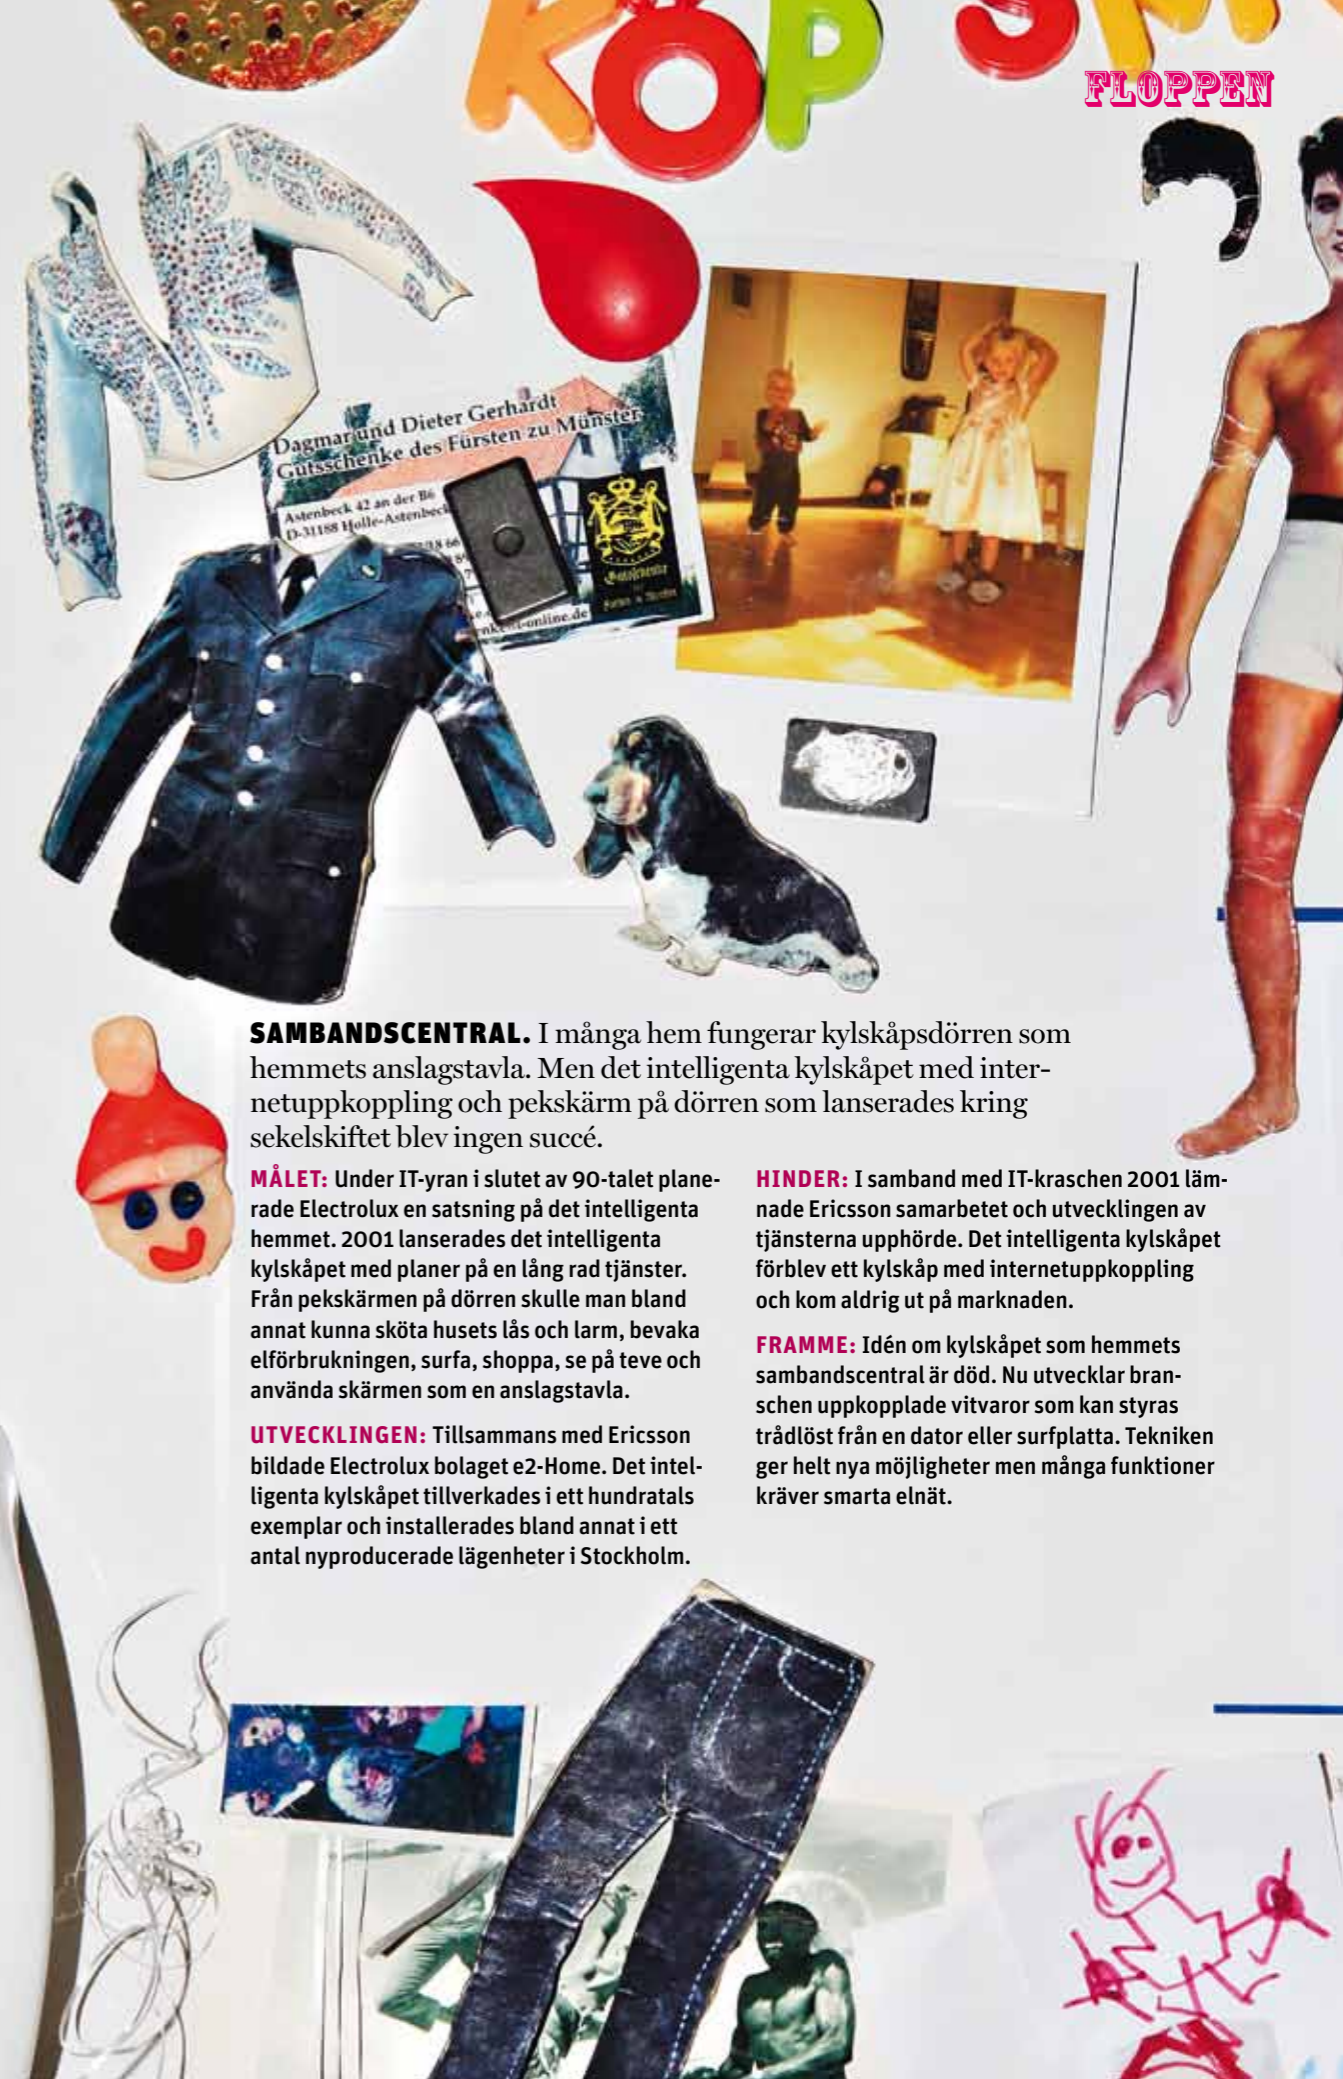 KÖP SM
FLOPPEN
Dagmar und Dieter Gerhardt
Gutsschenke des Fürsten zu Münster
Astenbeck 42 an der B6
D-31188 Holle-Astenbeck
-online.de
Gutsschenke
SAMBANDSCENTRAL. I många hem fungerar kylskåpsdörren som
hemmets anslagstavla. Men det intelligenta kylskåpet med inter-
netuppkoppling och pekskärm på dörren som lanserades kring
sekelskiftet blev ingen succé.
MÅLET: Under IT-yran i slutet av 90-talet plane-
rade Electrolux en satsning på det intelligenta
hemmet. 2001 lanserades det intelligenta
kylskåpet med planer på en lång rad tjänster.
Från pekskärmen på dörren skulle man bland
annat kunna sköta husets lås och larm, bevaka
elförbrukningen, surfa, shoppa, se på teve och
använda skärmen som en anslagstavla.
UTVECKLINGEN: Tillsammans med Ericsson
bildade Electrolux bolaget e2-Home. Det intel-
ligenta kylskåpet tillverkades i ett hundratals
exemplar och installerades bland annat i ett
antal nyproducerade lägenheter i Stockholm.
HINDER: I samband med IT-kraschen 2001 läm-
nade Ericsson samarbetet och utvecklingen av
tjänsterna upphörde. Det intelligenta kylskåpet
förblev ett kylskåp med internetuppkoppling
och kom aldrig ut på marknaden.
FRAMME: Idén om kylskåpet som hemmets
sambandscentral är död. Nu utvecklar bran-
schen uppkopplade vitvaror som kan styras
trådlöst från en dator eller surfplatta. Tekniken
ger helt nya möjligheter men många funktioner
kräver smarta elnät.